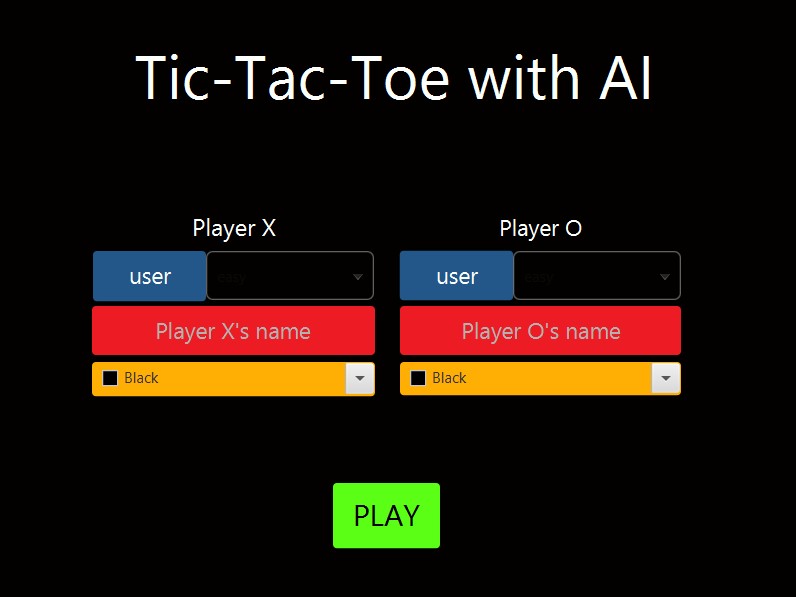 Tic-Tac-Toe with AI
Player X
Player O
user
easy
user
easy
Player X's name
Player O's name
Black
Black
PLAY